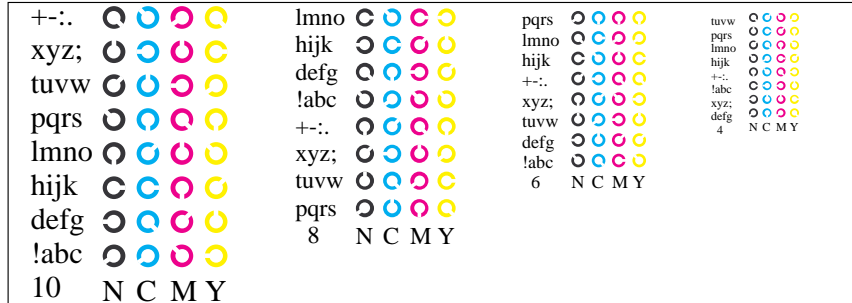 +-:.
xyz;
tuvw
pqrs
lmno
hijk
defg
!abc
10 N C M Y
lmno
hijk
defg
!abc
+-:.
xyz;
tuvw
pqrs
8 N C M Y
pqrs
lmno
hijk
+-:.
xyz;
tuvw
defg
!abc
6 N C M Y
tuvw
pqrs
lmno
hijk
+-:.
!abc
xyz;
defg
4 N C M Y